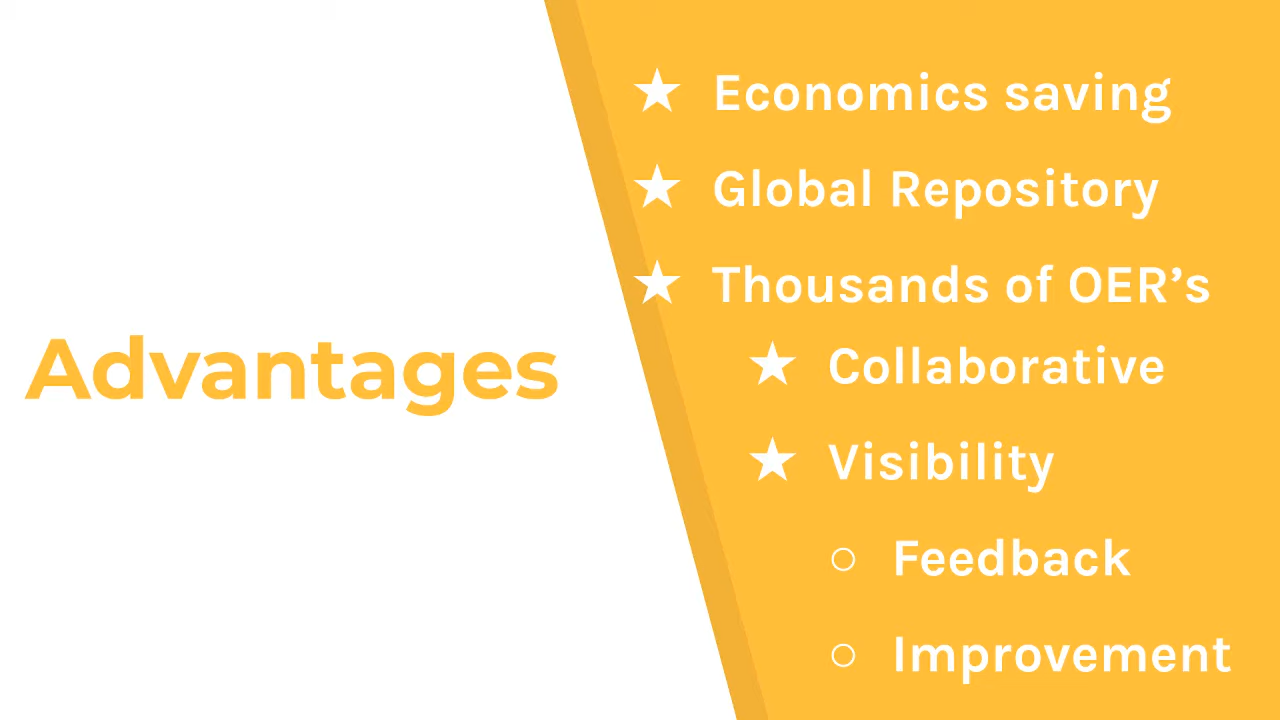 Advantages
★ Economics saving
★ Global Repository
★ Thousands of OER’s
★ Collaborative
★ Visibility
○ Feedback
○ Improvement